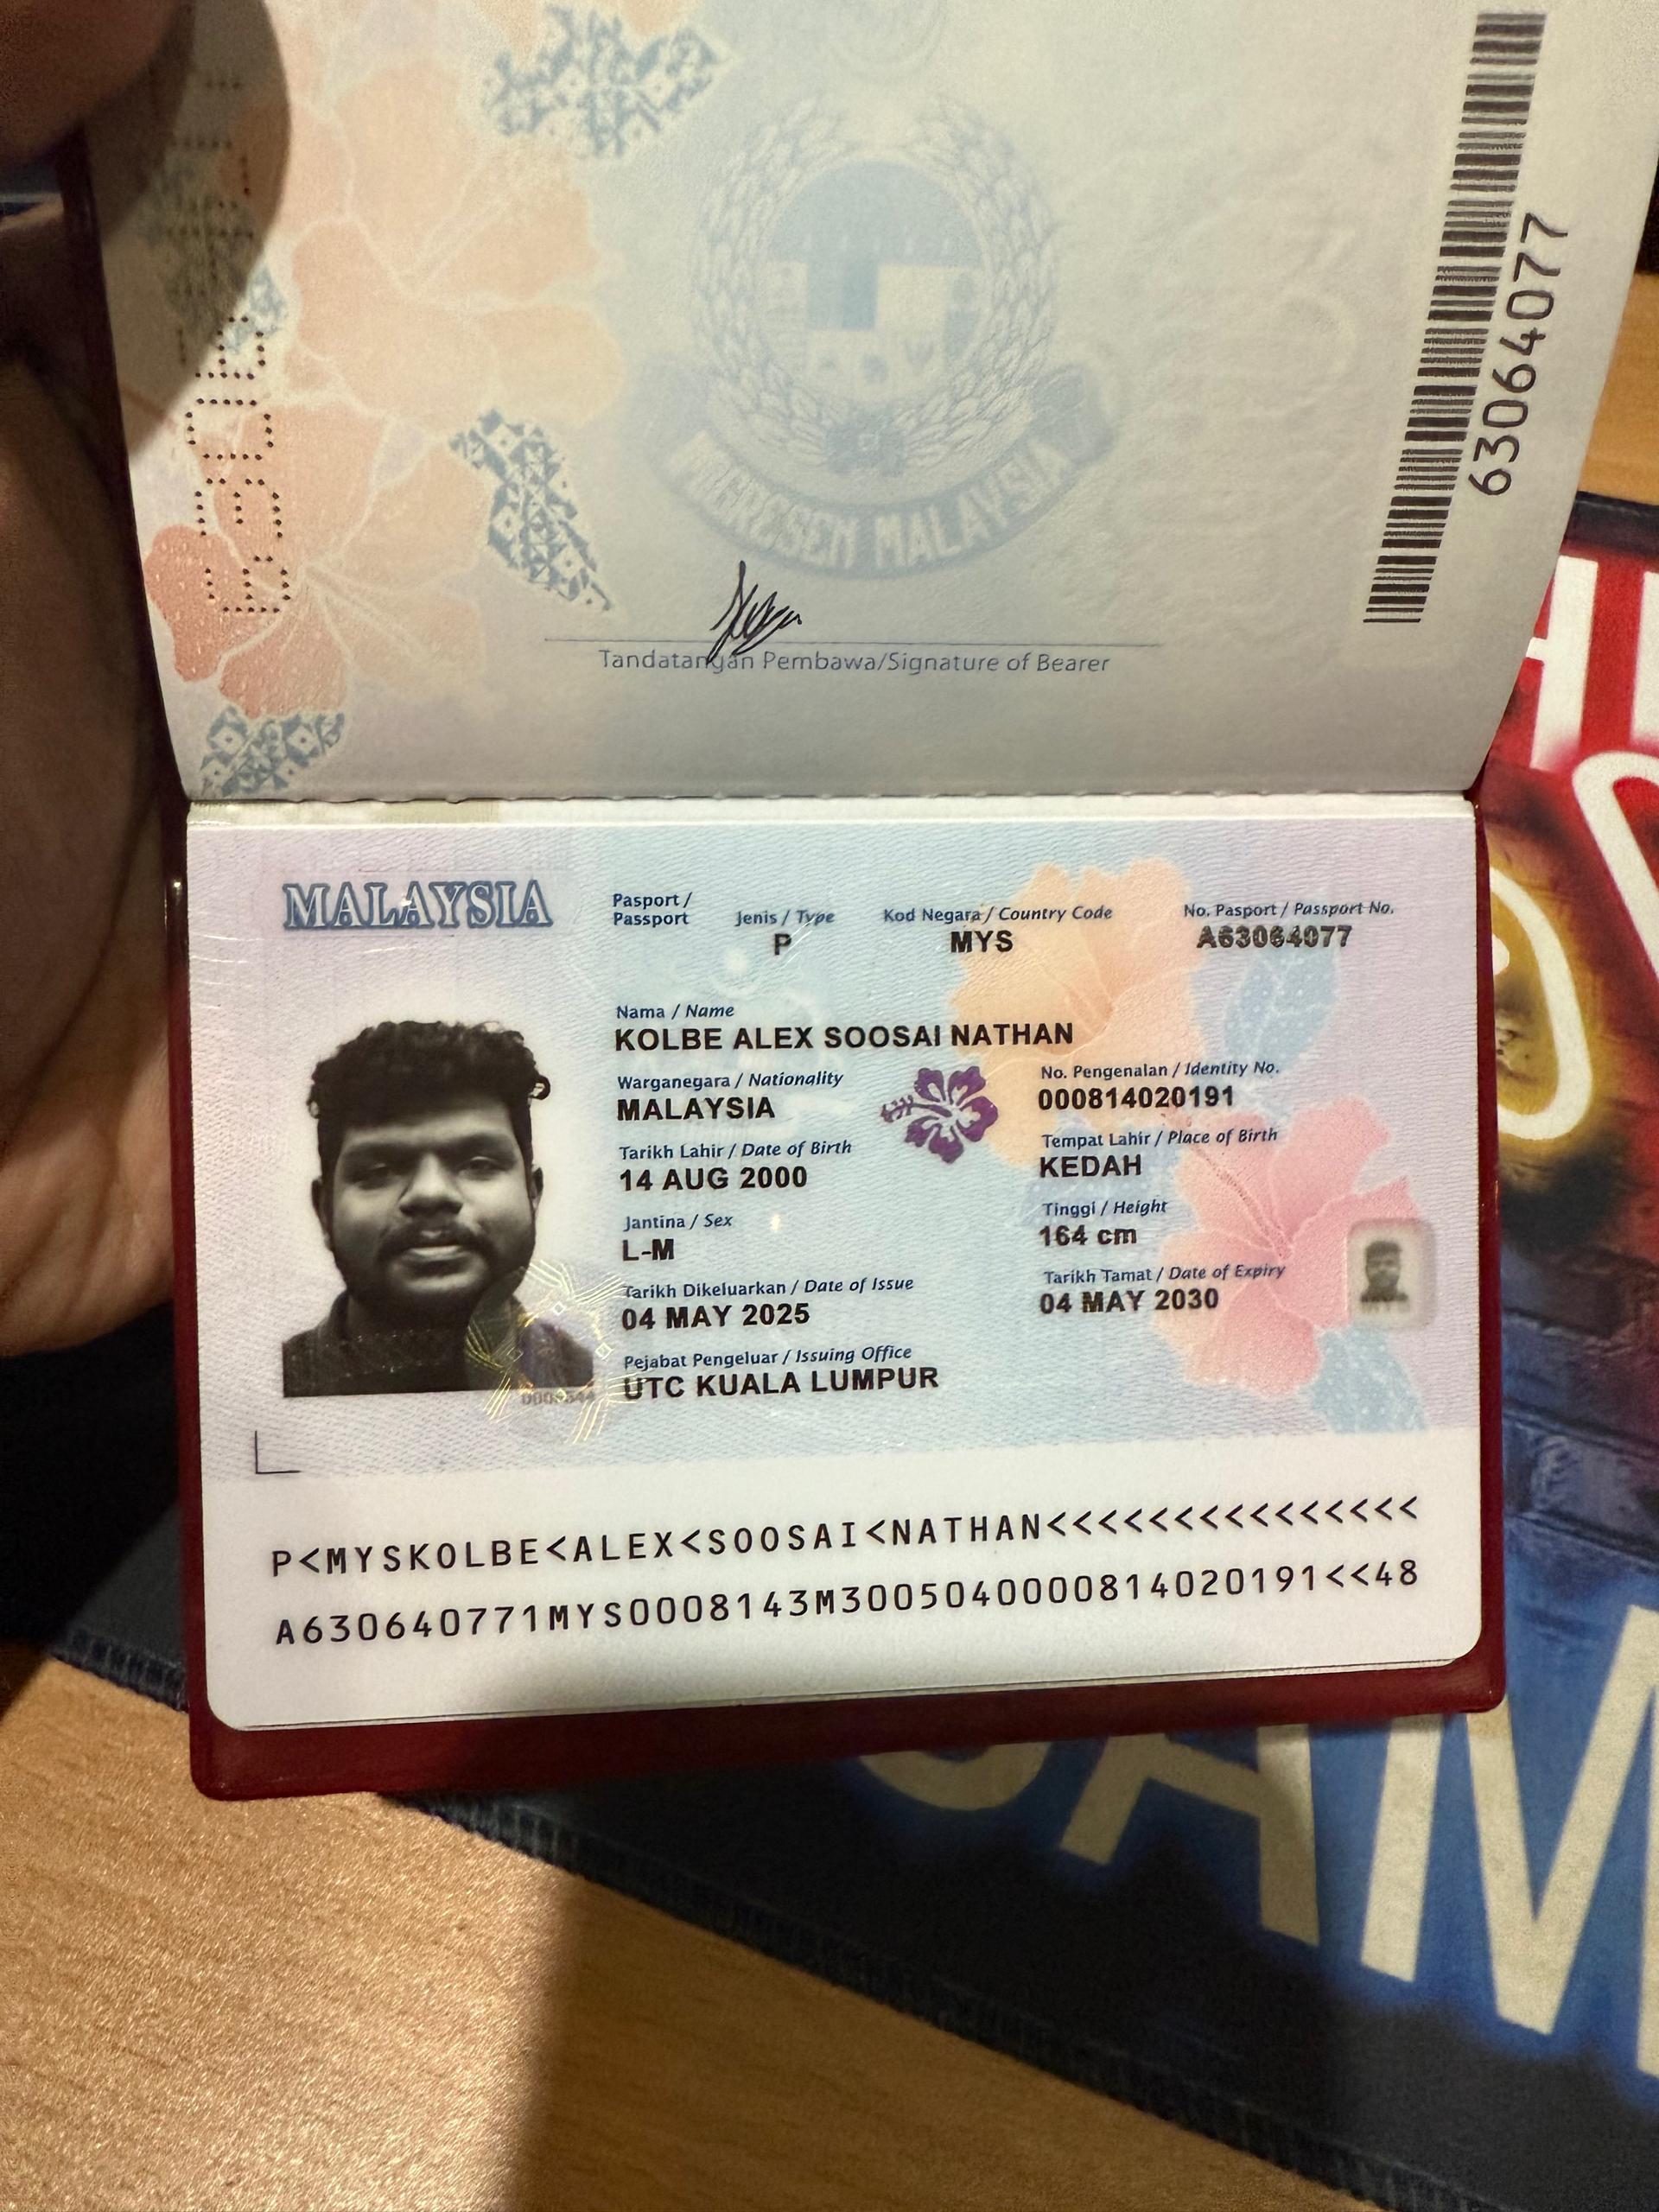 63064077
KERAJAAN MALAYSIA
Tandatangan Pembawa/Signature of Bearer
MALAYSIA
Pasport / Passport
Jenis / Type
P
Kod Negara / Country Code
MYS
No. Pasport / Passport No.
A63064077
Nama / Name
KOLBE ALEX SOOSAI NATHAN
Warganegara / Nationality
MALAYSIA
No. Pengenalan / Identity No.
000814020191
Tarikh Lahir / Date of Birth
14 AUG 2000
Tempat Lahir / Place of Birth
KEDAH
Jantina / Sex
L-M
Tinggi / Height
164 cm
Tarikh Dikeluarkan / Date of Issue
04 MAY 2025
Tarikh Tamat / Date of Expiry
04 MAY 2030
Pejabat Pengeluar / Issuing Office
UTC KUALA LUMPUR
P<MYSKOLBE<ALEX<SOOSAI<NATHAN<<<<<<<<<<<<<<<
A630640771MYS0008143M3005040000814020191<<48